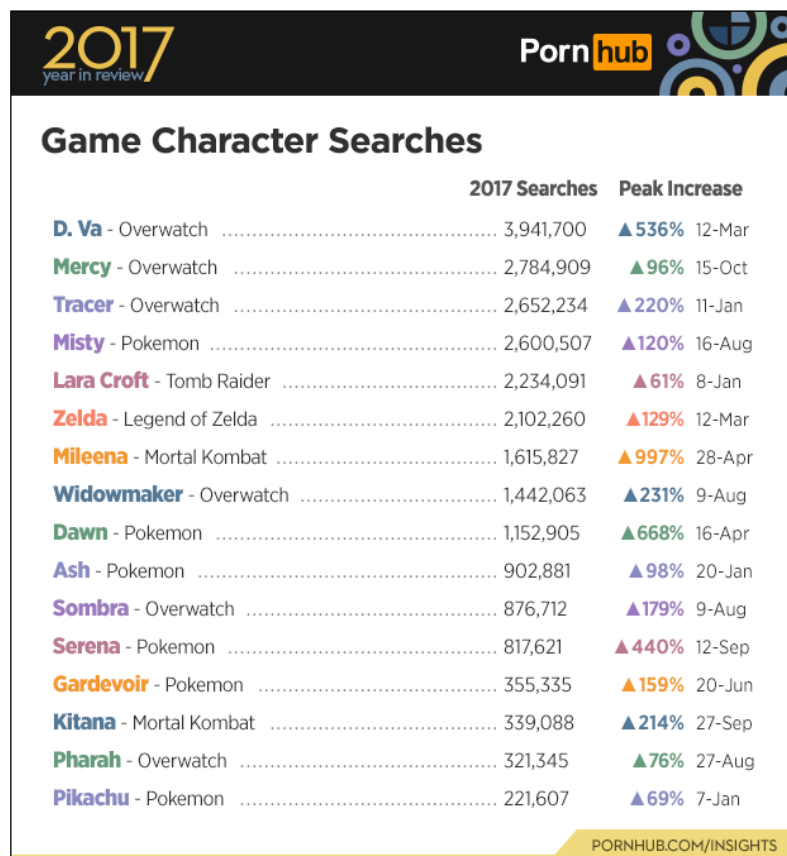 2017
year in review
Porn hub
Game Character Searches
2017 Searches Peak Increase
D. Va - Overwatch ........ 3,941,700 ▲536% 12-Mar
Mercy - Overwatch ........ 2,784,909 ▲96% 15-Oct
Tracer - Overwatch ........ 2,652,234 ▲220% 11-Jan
Misty - Pokemon ........ 2,600,507 ▲120% 16-Aug
Lara Croft - Tomb Raider ........ 2,234,091 ▲61% 8-Jan
Zelda - Legend of Zelda ........ 2,102,260 ▲129% 12-Mar
Mileena - Mortal Kombat ........ 1,615,827 ▲997% 28-Apr
Widowmaker - Overwatch ........ 1,442,063 ▲231% 9-Aug
Dawn - Pokemon ........ 1,152,905 ▲668% 16-Apr
Ash - Pokemon ........ 902,881 ▲98% 20-Jan
Sombra - Overwatch ........ 876,712 ▲179% 9-Aug
Serena - Pokemon ........ 817,621 ▲440% 12-Sep
Gardevoir - Pokemon ........ 355,335 ▲159% 20-Jun
Kitana - Mortal Kombat ........ 339,088 ▲214% 27-Sep
Pharah - Overwatch ........ 321,345 ▲76% 27-Aug
Pikachu - Pokemon ........ 221,607 ▲69% 7-Jan
PORNHUB.COM/INSIGHTS